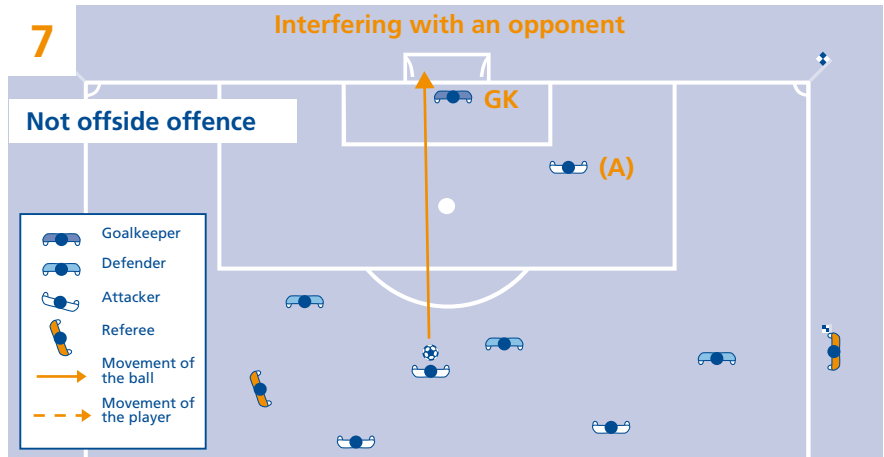 7
Interfering with an opponent
GK
Not offside offence
(A)
Goalkeeper
Defender
Attacker
Referee
Movement of
the ball
Movement of
the player